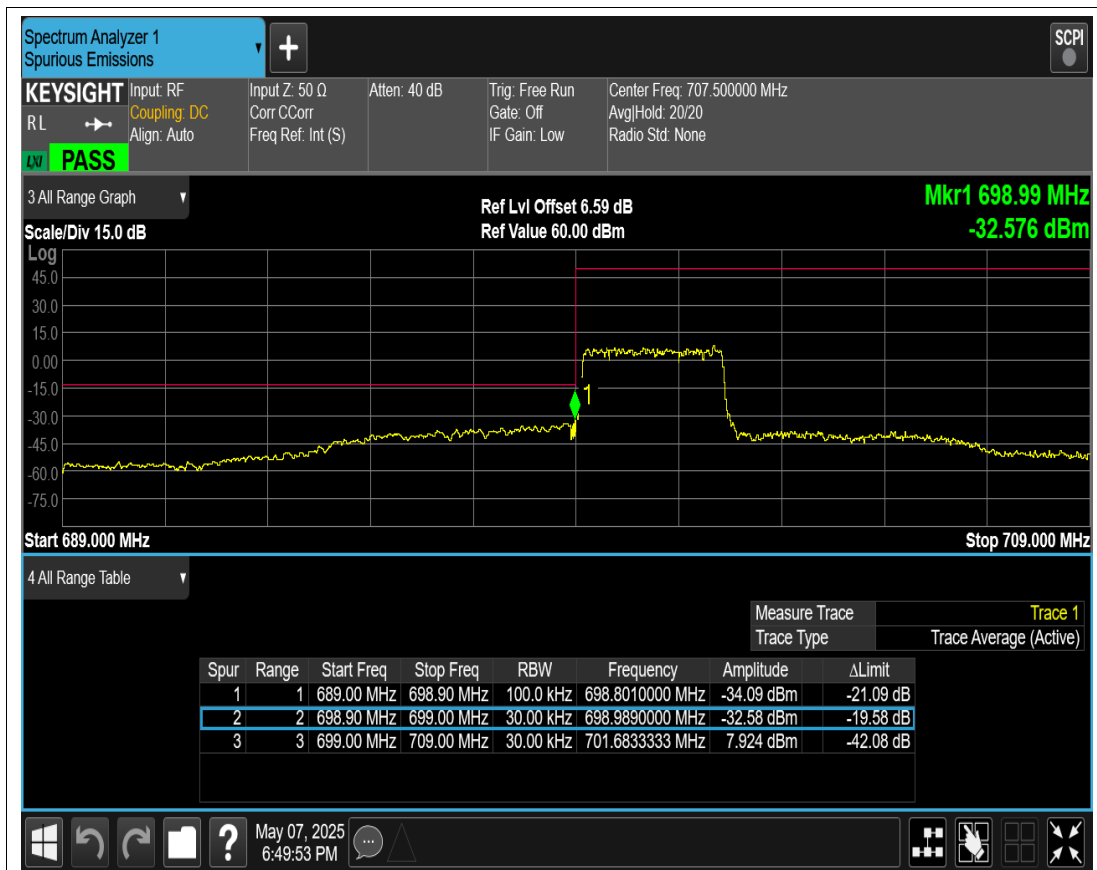 Spectrum Analyzer 1
Spurious Emissions
+
SCPI
KEYSIGHT
RL
LXI PASS
Input: RF
Coupling: DC
Align: Auto
Input Z: 50 Ω
Corr CCorr
Freq Ref: Int (S)
Atten: 40 dB
Trig: Free Run
Gate: Off
IF Gain: Low
Center Freq: 707.500000 MHz
Avg|Hold: 20/20
Radio Std: None
3 All Range Graph
Scale/Div 15.0 dB
Ref Lvl Offset 6.59 dB
Ref Value 60.00 dBm
Mkr1 698.99 MHz
-32.576 dBm
Log
45.0
30.0
15.0
0.00
-15.0
-30.0
-45.0
-60.0
-75.0
1
Start 689.000 MHz
Stop 709.000 MHz
4 All Range Table
Measure Trace Trace 1
Trace Type Trace Average (Active)
Spur Range Start Freq Stop Freq RBW Frequency Amplitude ΔLimit
1 1 689.00 MHz 698.90 MHz 100.0 kHz 698.8010000 MHz -34.09 dBm -21.09 dB
2 2 698.90 MHz 699.00 MHz 30.00 kHz 698.9890000 MHz -32.58 dBm -19.58 dB
3 3 699.00 MHz 709.00 MHz 30.00 kHz 701.6833333 MHz 7.924 dBm -42.08 dB
?
May 07, 2025
6:49:53 PM